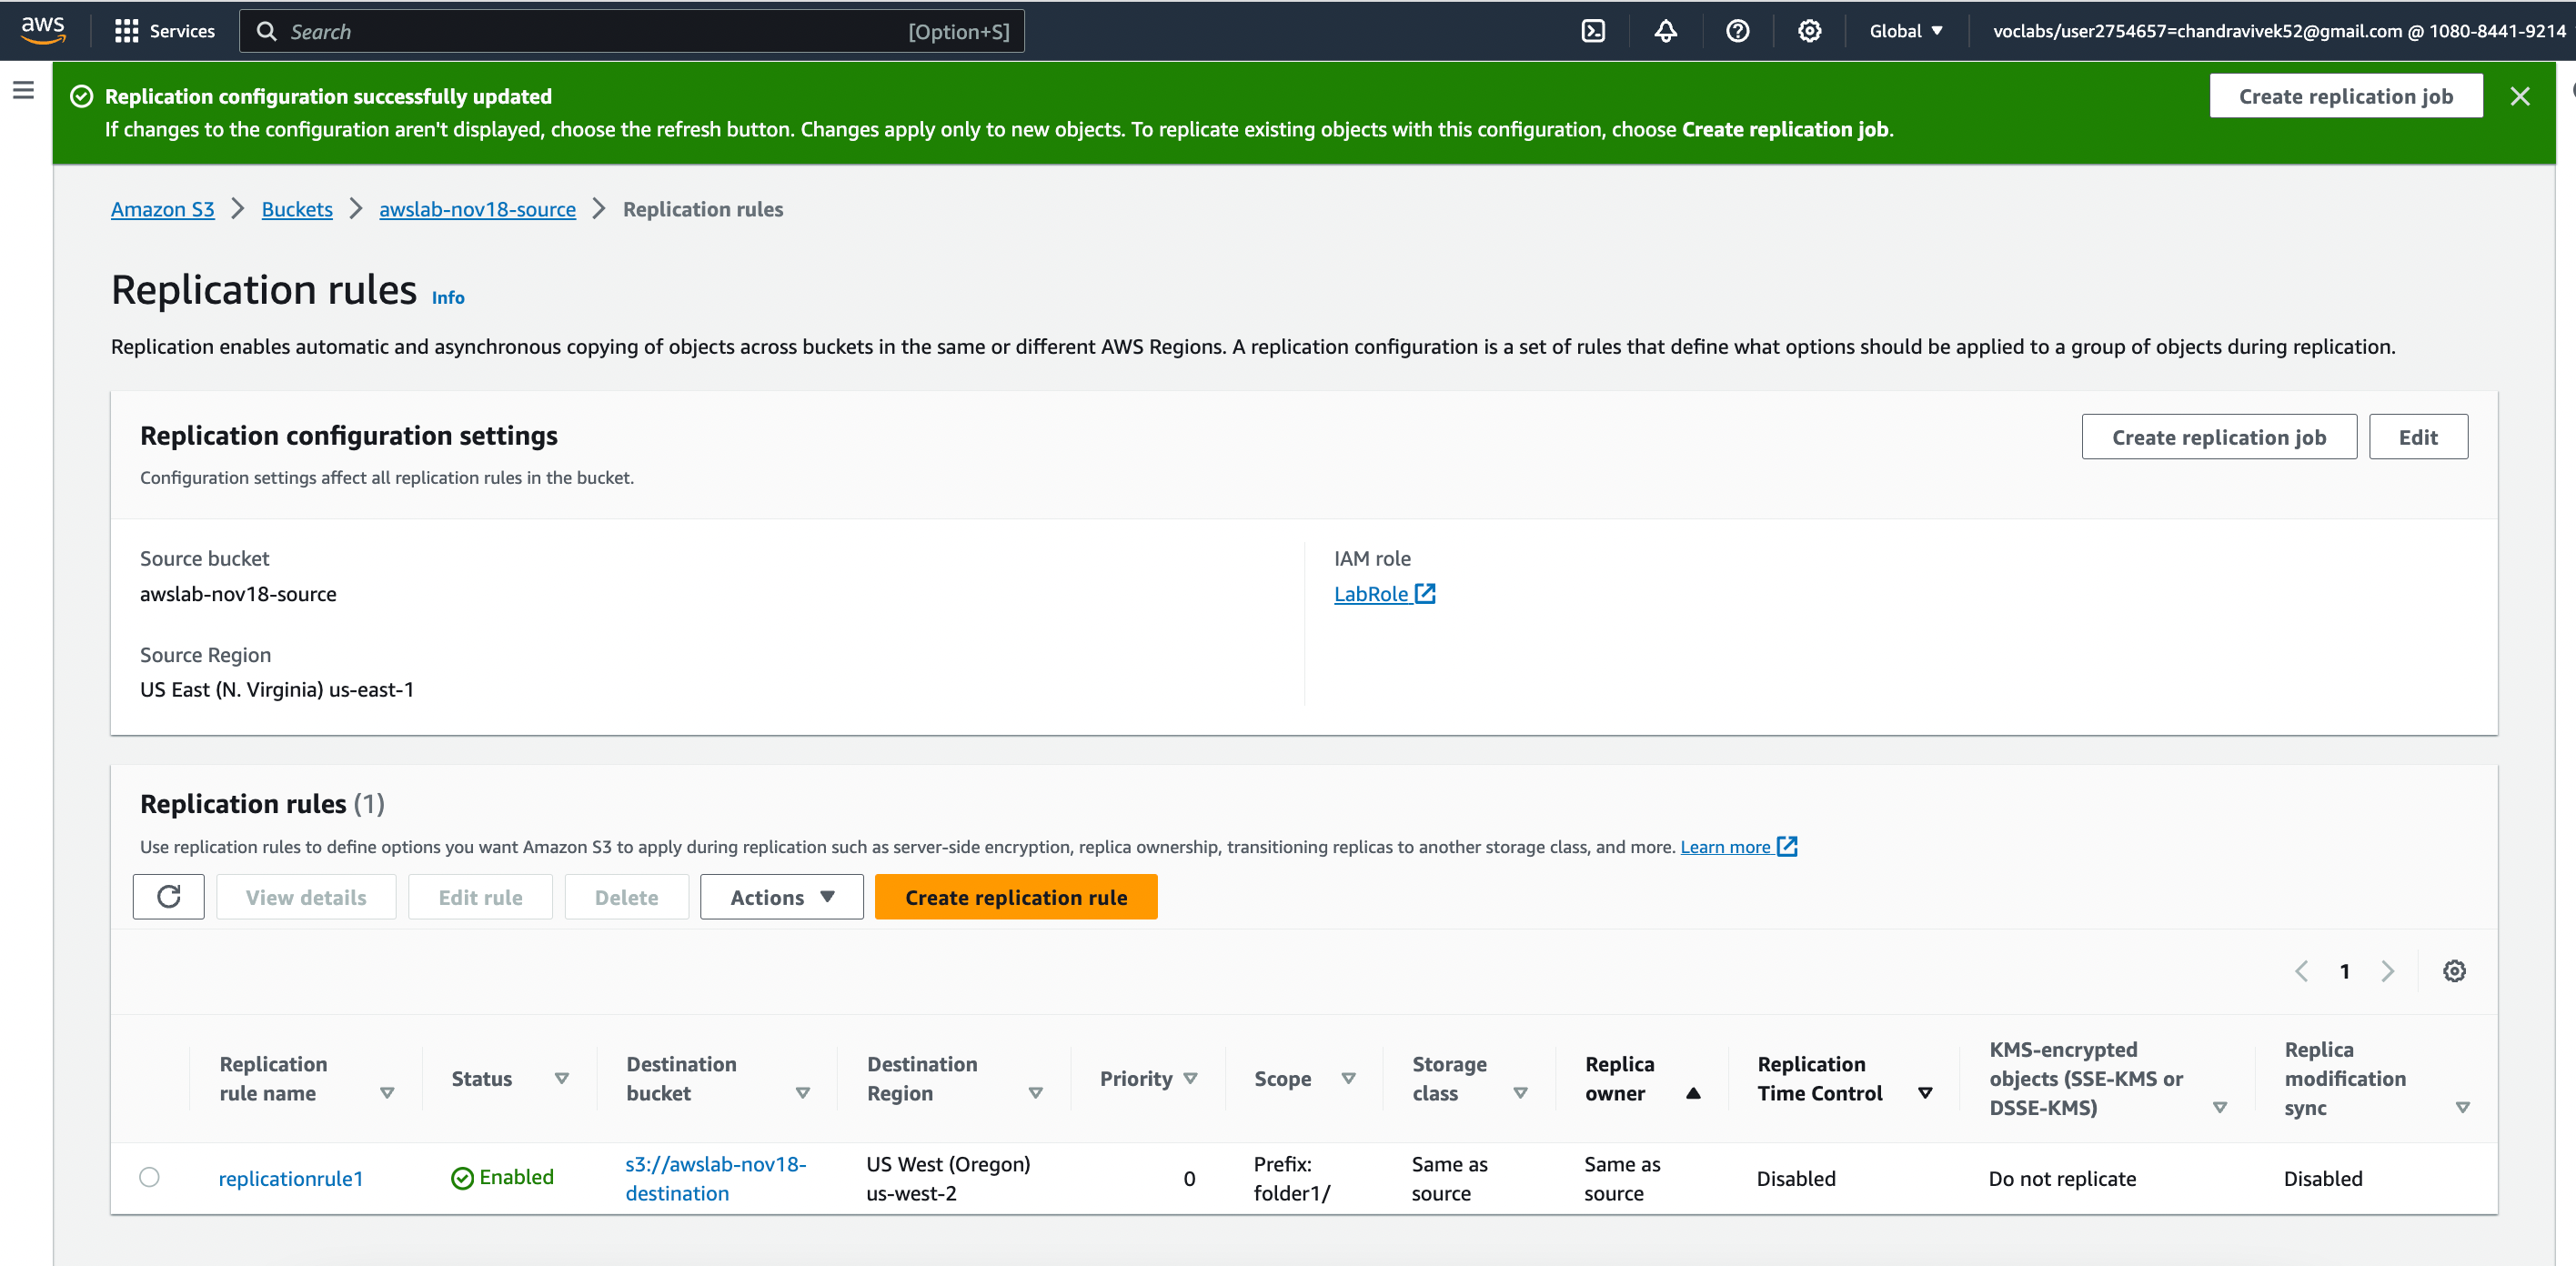 aws
Services
Search
[Option+S]
Global
voclabs/user2754657=chandravivek52@gmail.com @ 1080-8441-9214
Replication configuration successfully updated
If changes to the configuration aren't displayed, choose the refresh button. Changes apply only to new objects. To replicate existing objects with this configuration, choose Create replication job.
Create replication job
Amazon S3
Buckets
awslab-nov18-source
Replication rules
Replication rules Info
Replication enables automatic and asynchronous copying of objects across buckets in the same or different AWS Regions. A replication configuration is a set of rules that define what options should be applied to a group of objects during replication.
Replication configuration settings
Configuration settings affect all replication rules in the bucket.
Create replication job
Edit
Source bucket
awslab-nov18-source
Source Region
US East (N. Virginia) us-east-1
IAM role
LabRole
Replication rules (1)
Use replication rules to define options you want Amazon S3 to apply during replication such as server-side encryption, replica ownership, transitioning replicas to another storage class, and more. Learn more
View details
Edit rule
Delete
Actions
Create replication rule
1
Replication
rule name
Status
Destination
bucket
Destination
Region
Priority
Scope
Storage
class
Replica
owner
Replication
Time Control
KMS-encrypted
objects (SSE-KMS or
DSSE-KMS)
Replica
modification
sync
replicationrule1
Enabled
s3://awslab-nov18-
destination
US West (Oregon)
us-west-2
0
Prefix:
folder1/
Same as
source
Same as
source
Disabled
Do not replicate
Disabled